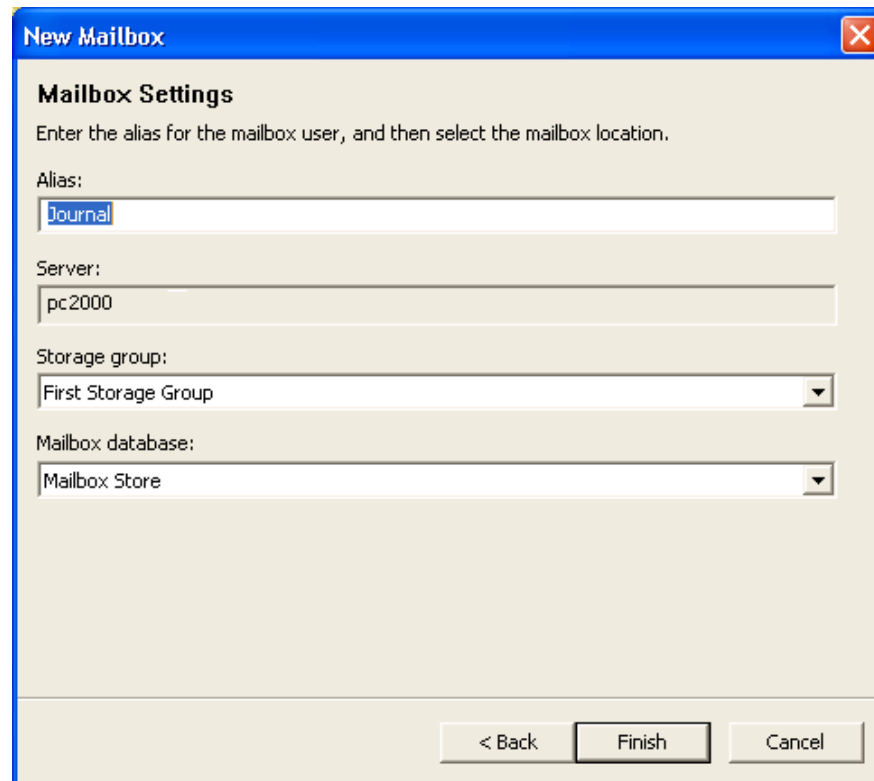 New Mailbox
Mailbox Settings
Enter the alias for the mailbox user, and then select the mailbox location.
Alias:
Journal
Server:
pc2000
Storage group:
First Storage Group
Mailbox database:
Mailbox Store
< Back Finish Cancel